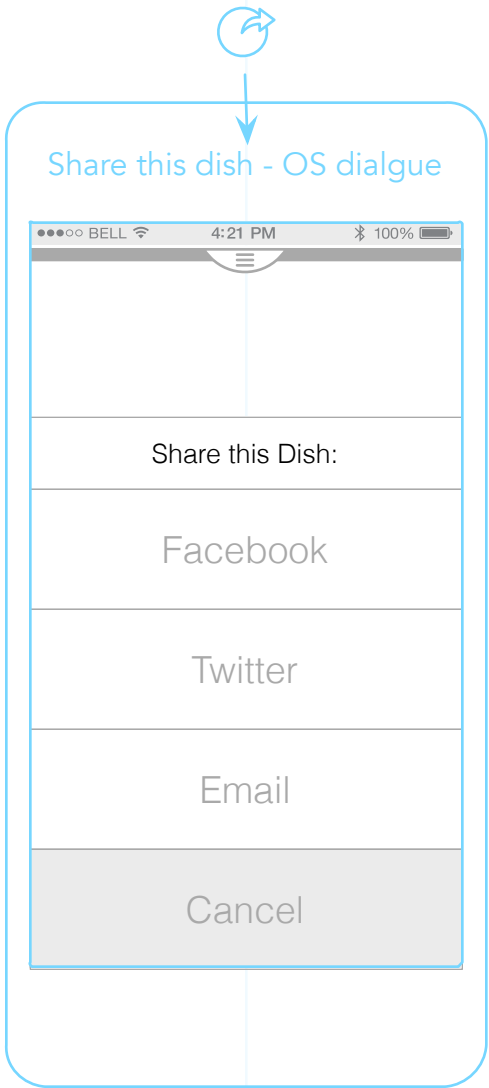 Share this dish - OS dialgue
BELL 4:21 PM 100%
Share this Dish:
Facebook
Twitter
Email
Cancel